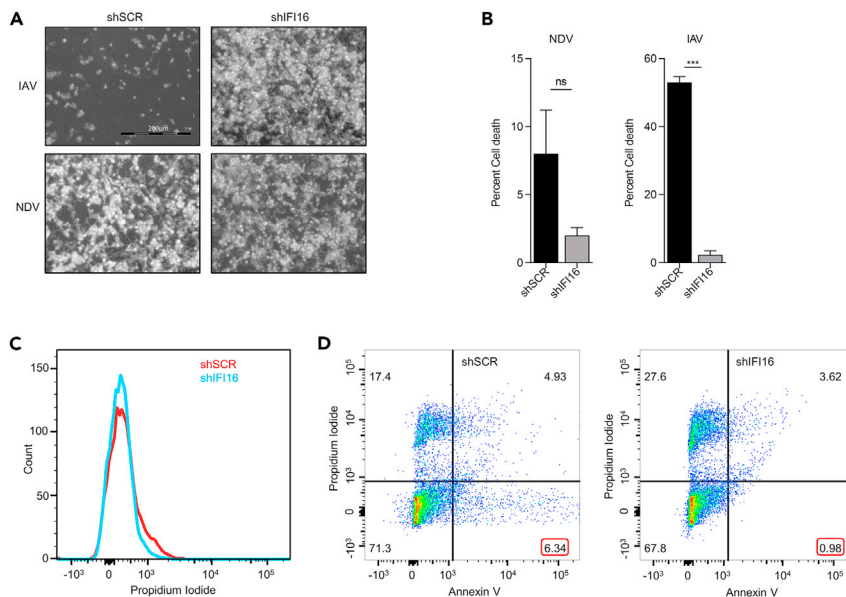 A
shSCR
shIFI16
IAV
200μm
NDV
B
NDV
15
10
5
0
Percent Cell death
ns
shSCR
shIFI16
IAV
60
40
20
0
Percent Cell death
***
shSCR
shIFI16
C
150
100
50
0
Count
shSCR
shIFI16
-10³ 0 10³ 10⁴ 10⁵
Propidium Iodide
D
shSCR
17.4
4.93
71.3
6.34
10⁵
10⁴
10³
0
-10³
Propidium Iodide
-10³ 0 10³ 10⁴ 10⁵
Annexin V
shIFI16
27.6
3.62
67.8
0.98
10⁵
10⁴
10³
0
-10³
Propidium Iodide
-10³ 0 10³ 10⁴ 10⁵
Annexin V